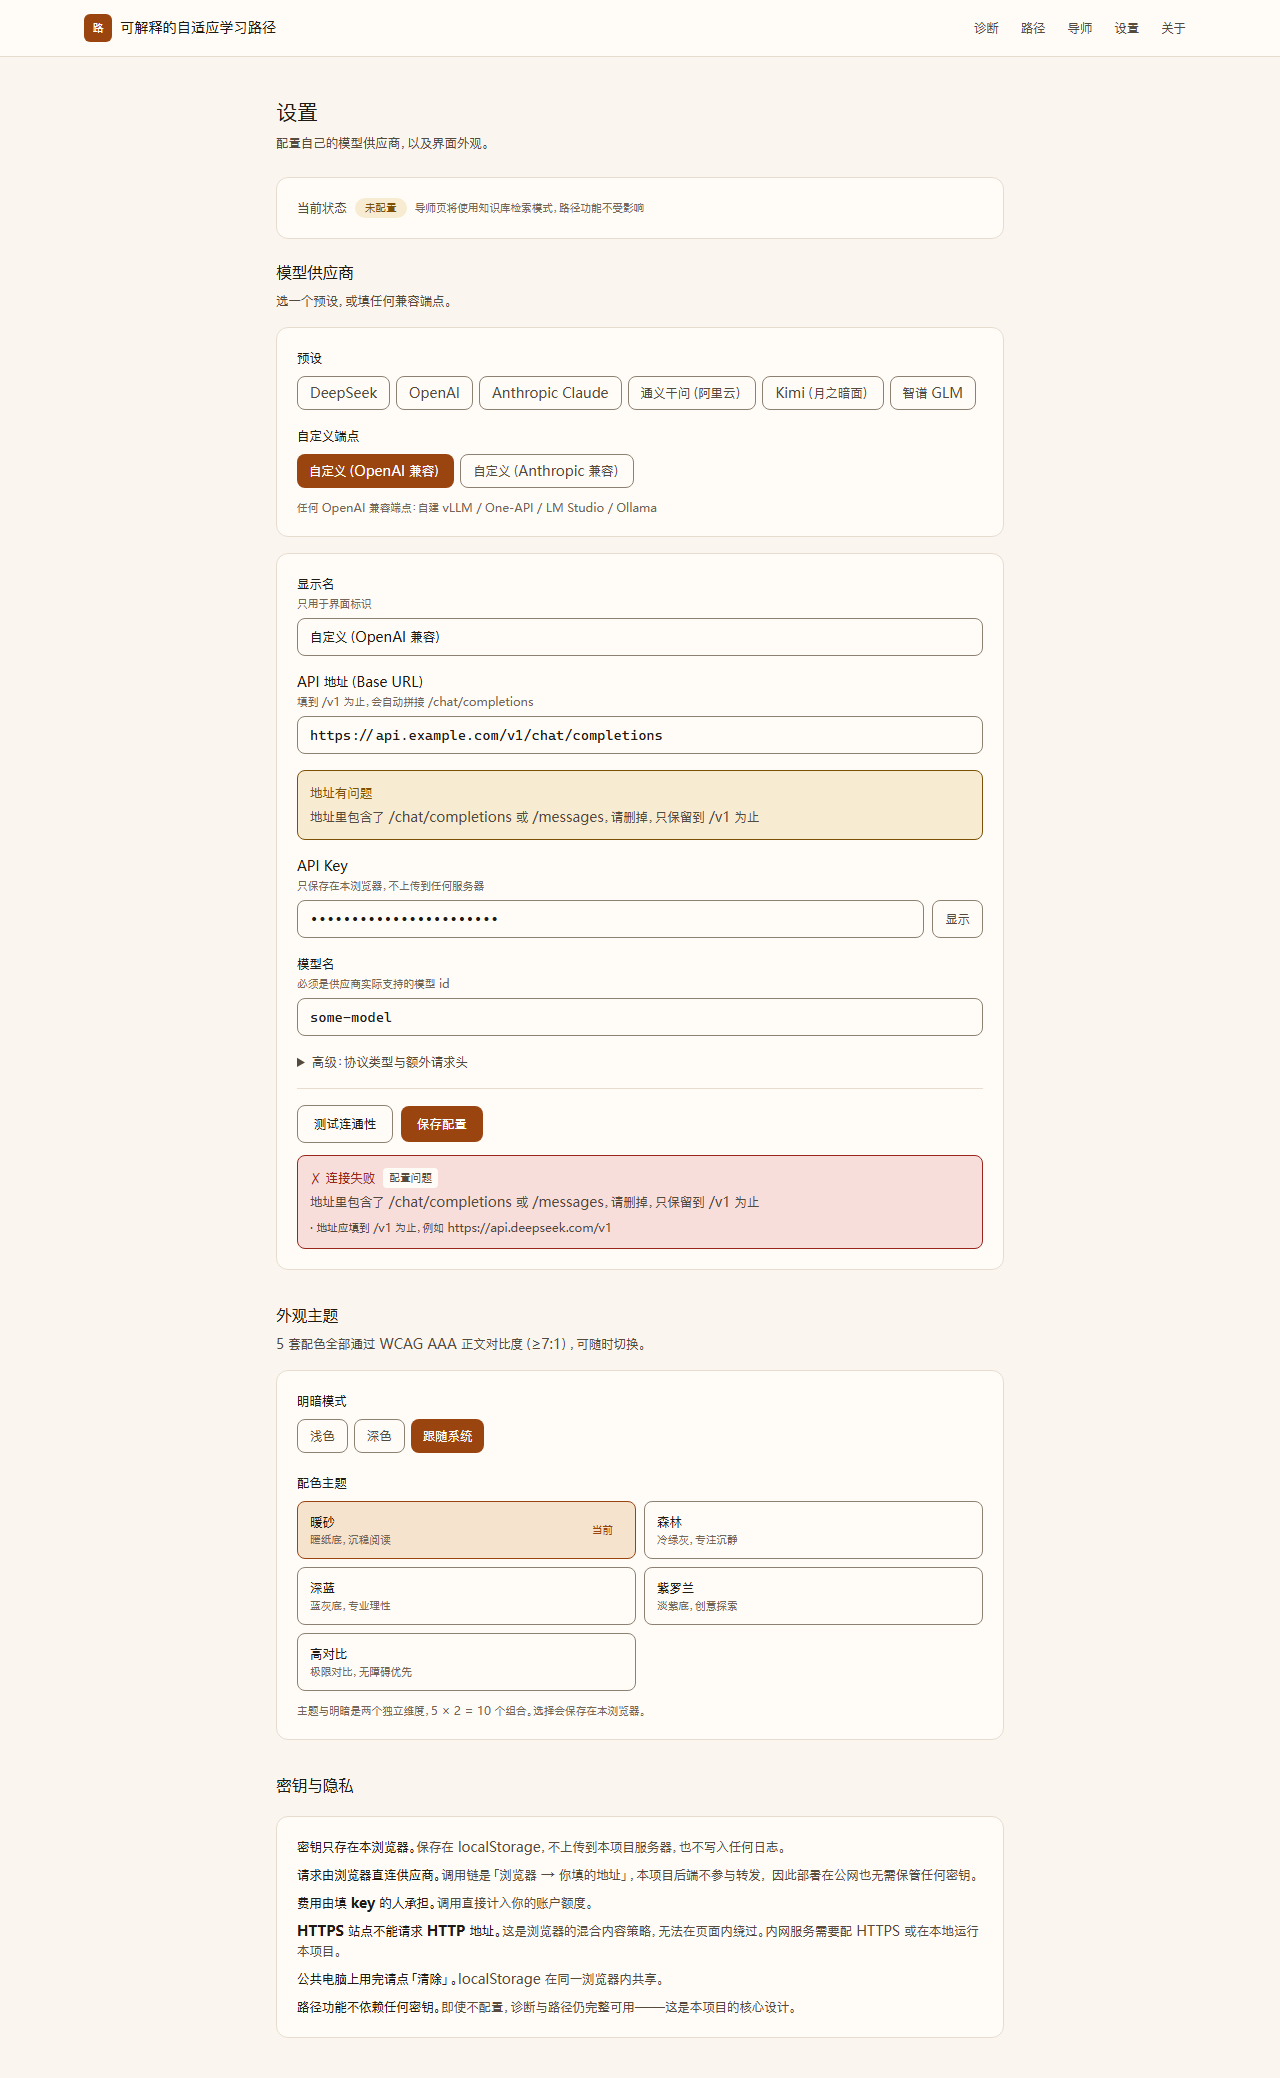 路 可解释的自适应学习路径 诊断 路径 导师 设置 关于
设置
配置自己的模型供应商，以及界面外观。
当前状态 未配置 导师页将使用知识库检索模式，路径功能不受影响
模型供应商
选一个预设，或填任何兼容端点。
预设
DeepSeek OpenAI Anthropic Claude 通义千问 (阿里云) Kimi (月之暗面) 智谱 GLM
自定义端点
自定义 (OpenAI 兼容) 自定义 (Anthropic 兼容)
任何 OpenAI 兼容端点：自建 vLLM / One-API / LM Studio / Ollama
显示名
只用于界面标识
自定义 (OpenAI 兼容)
API 地址 (Base URL)
填到 /v1 为止，会自动拼接 /chat/completions
https://api.example.com/v1/chat/completions
地址有问题
地址里包含了 /chat/completions 或 /messages，请删掉，只保留到 /v1 为止
API Key
只保存在本浏览器，不上传到任何服务器
••••••••••••••••••••••• 显示
模型名
必须是供应商实际支持的模型 id
some-model
▶ 高级：协议类型与额外请求头
测试连通性 保存配置
✗ 连接失败 配置问题
地址里包含了 /chat/completions 或 /messages，请删掉，只保留到 /v1 为止
· 地址应填到 /v1 为止，例如 https://api.deepseek.com/v1
外观主题
5 套配色全部通过 WCAG AAA 正文对比度 (≥7:1) ，可随时切换。
明暗模式
浅色 深色 跟随系统
配色主题
暖砂 当前
暖纸底，沉稳阅读
森林
冷绿灰，专注沉静
深蓝
蓝灰底，专业理性
紫罗兰
淡紫底，创意探索
高对比
极限对比，无障碍优先
主题与明暗是两个独立维度，5 × 2 = 10 个组合。选择会保存在本浏览器。
密钥与隐私
密钥只存在本浏览器。保存在 localStorage，不上传到本项目服务器，也不写入任何日志。
请求由浏览器直连供应商。调用链是「浏览器 → 你填的地址」，本项目后端不参与转发， 因此部署在公网也无需保管任何密钥。
费用由填 key 的人承担。调用直接计入你的账户额度。
HTTPS 站点不能请求 HTTP 地址。这是浏览器的混合内容策略，无法在页面内绕过。内网服务需要配 HTTPS 或在本地运行
本项目。
公共电脑上用完请点「清除」。localStorage 在同一浏览器内共享。
路径功能不依赖任何密钥。即使不配置，诊断与路径仍完整可用——这是本项目的核心设计。